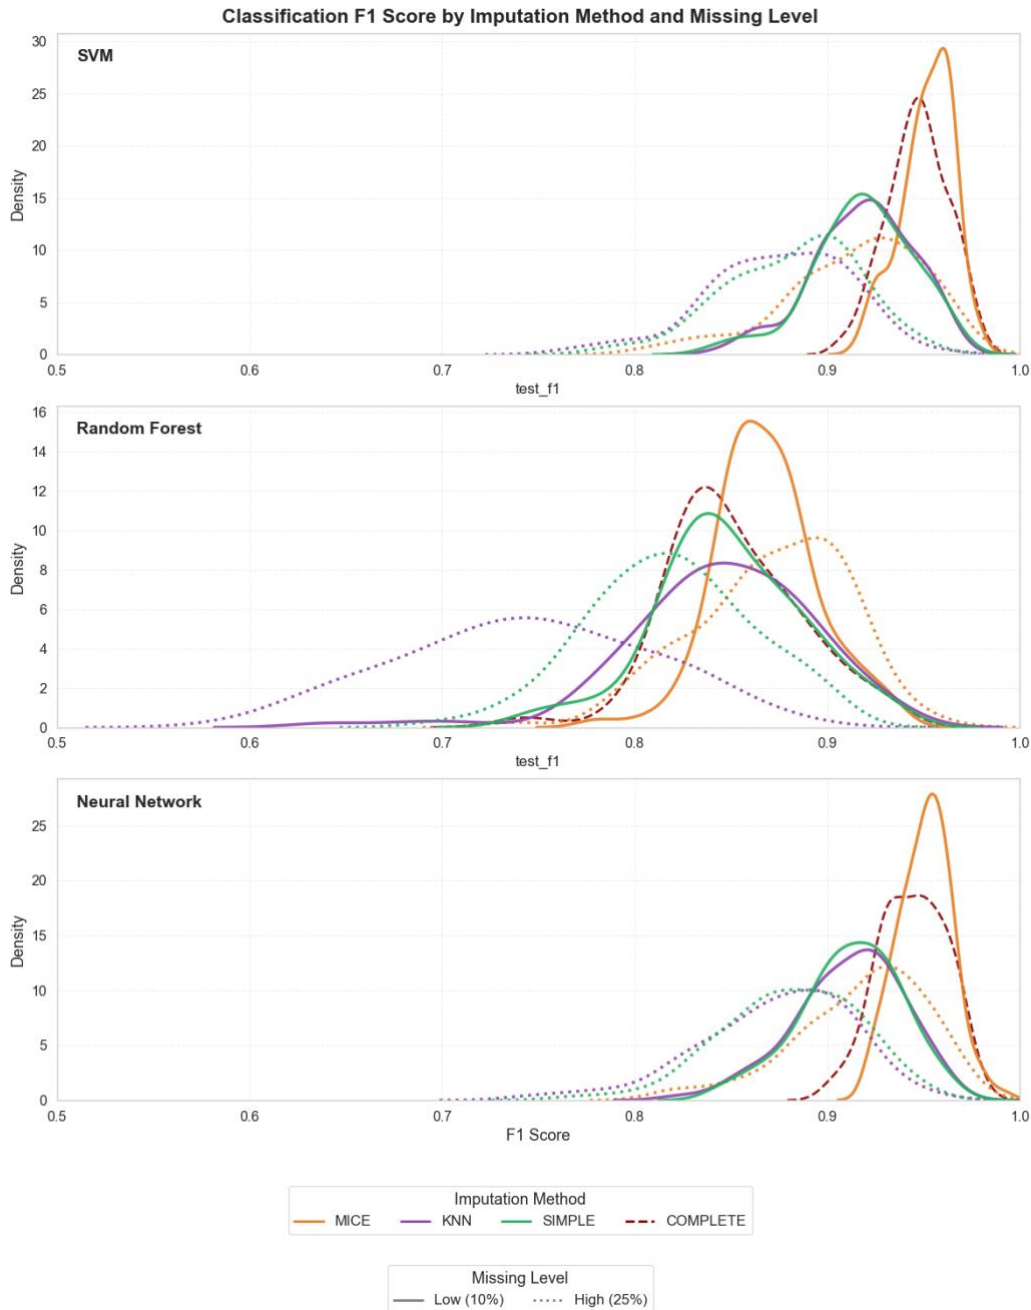 Classification F1 Score by Imputation Method and Missing Level
SVM
30
25
20
15
10
5
0
Density
0.5 0.6 0.7 0.8 0.9 1.0
test_f1
Random Forest
16
14
12
10
8
6
4
2
0
Density
0.5 0.6 0.7 0.8 0.9 1.0
test_f1
Neural Network
25
20
15
10
5
0
Density
0.5 0.6 0.7 0.8 0.9 1.0
F1 Score
Imputation Method
MICE KNN SIMPLE COMPLETE
Missing Level
Low (10%) High (25%)